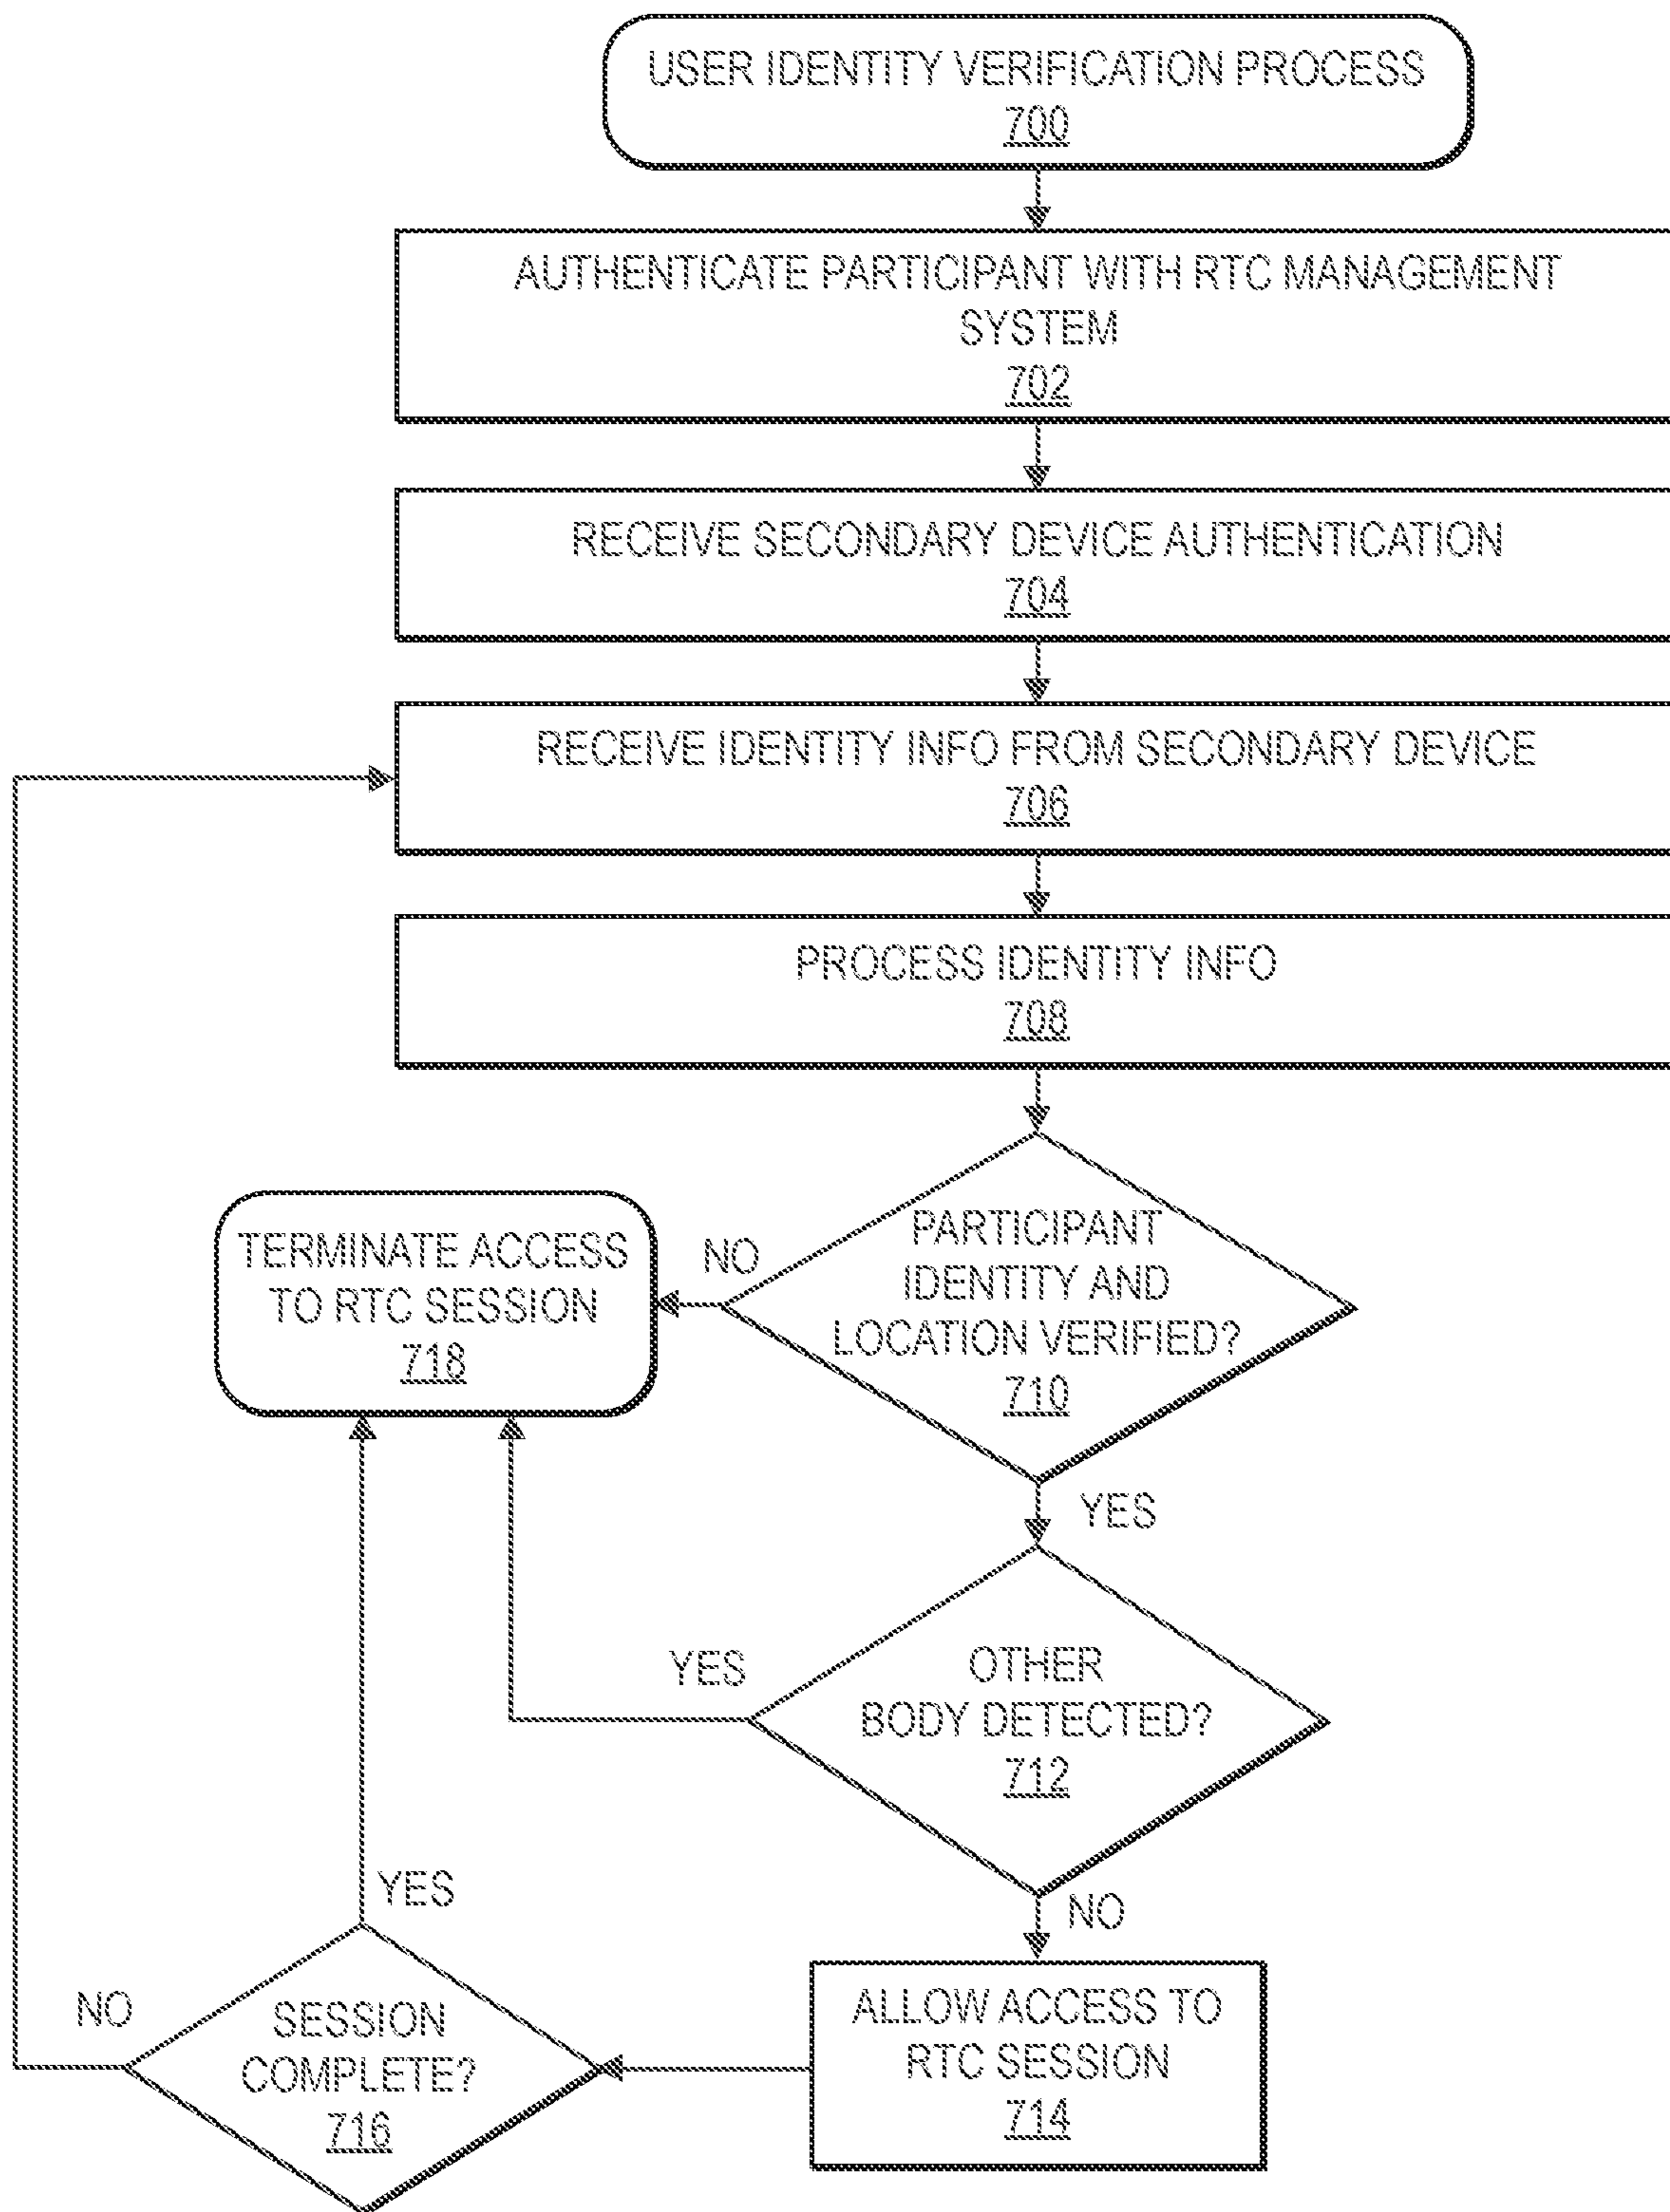 USER IDENTITY VERIFICATION PROCESS
700
AUTHENTICATE PARTICIPANT WITH RTC MANAGEMENT
SYSTEM
702
RECEIVE SECONDARY DEVICE AUTHENTICATION
704
RECEIVE IDENTITY INFO FROM SECONDARY DEVICE
706
PROCESS IDENTITY INFO
708
PARTICIPANT
IDENTITY AND
LOCATION VERIFIED?
710
NO
TERMINATE ACCESS
TO RTC SESSION
718
YES
OTHER
BODY DETECTED?
712
YES
NO
ALLOW ACCESS TO
RTC SESSION
714
SESSION
COMPLETE?
716
YES
NO